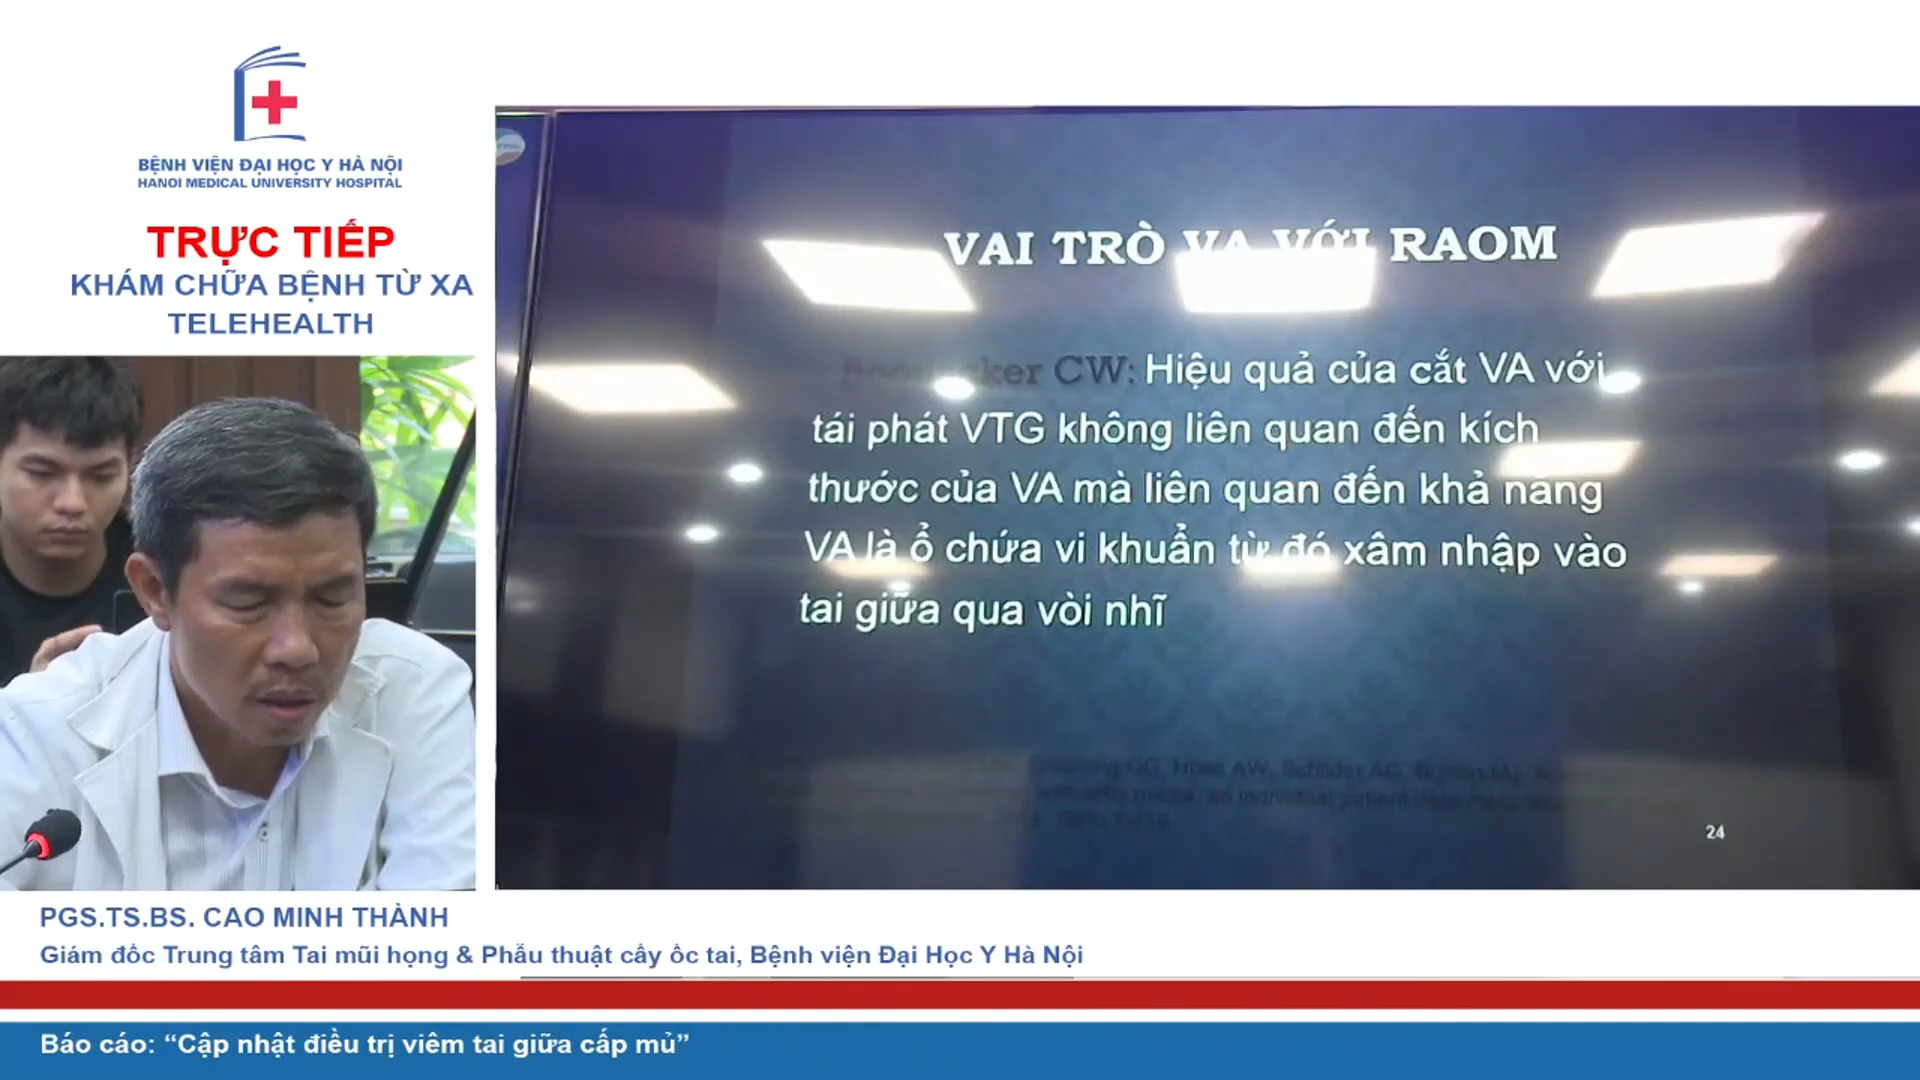 BỆNH VIỆN ĐẠI HỌC Y HÀ NỘI
HANOI MEDICAL UNIVERSITY HOSPITAL
TRỰC TIẾP
KHÁM CHỮA BỆNH TỪ XA
TELEHEALTH
VAI TRÒ VA VỚI RAOM
CW: Hiệu quả của cắt VA với
tái phát VTG không liên quan đến kích
thước của VA mà liên quan đến khả năng
VA là ổ chứa vi khuẩn từ đó xâm nhập vào
tai giữa qua vòi nhĩ
24
PGS.TS.BS. CAO MINH THÀNH
Giám đốc Trung tâm Tai mũi họng & Phẫu thuật cấy ốc tai, Bệnh viện Đại Học Y Hà Nội
Báo cáo: “Cập nhật điều trị viêm tai giữa cấp mủ”